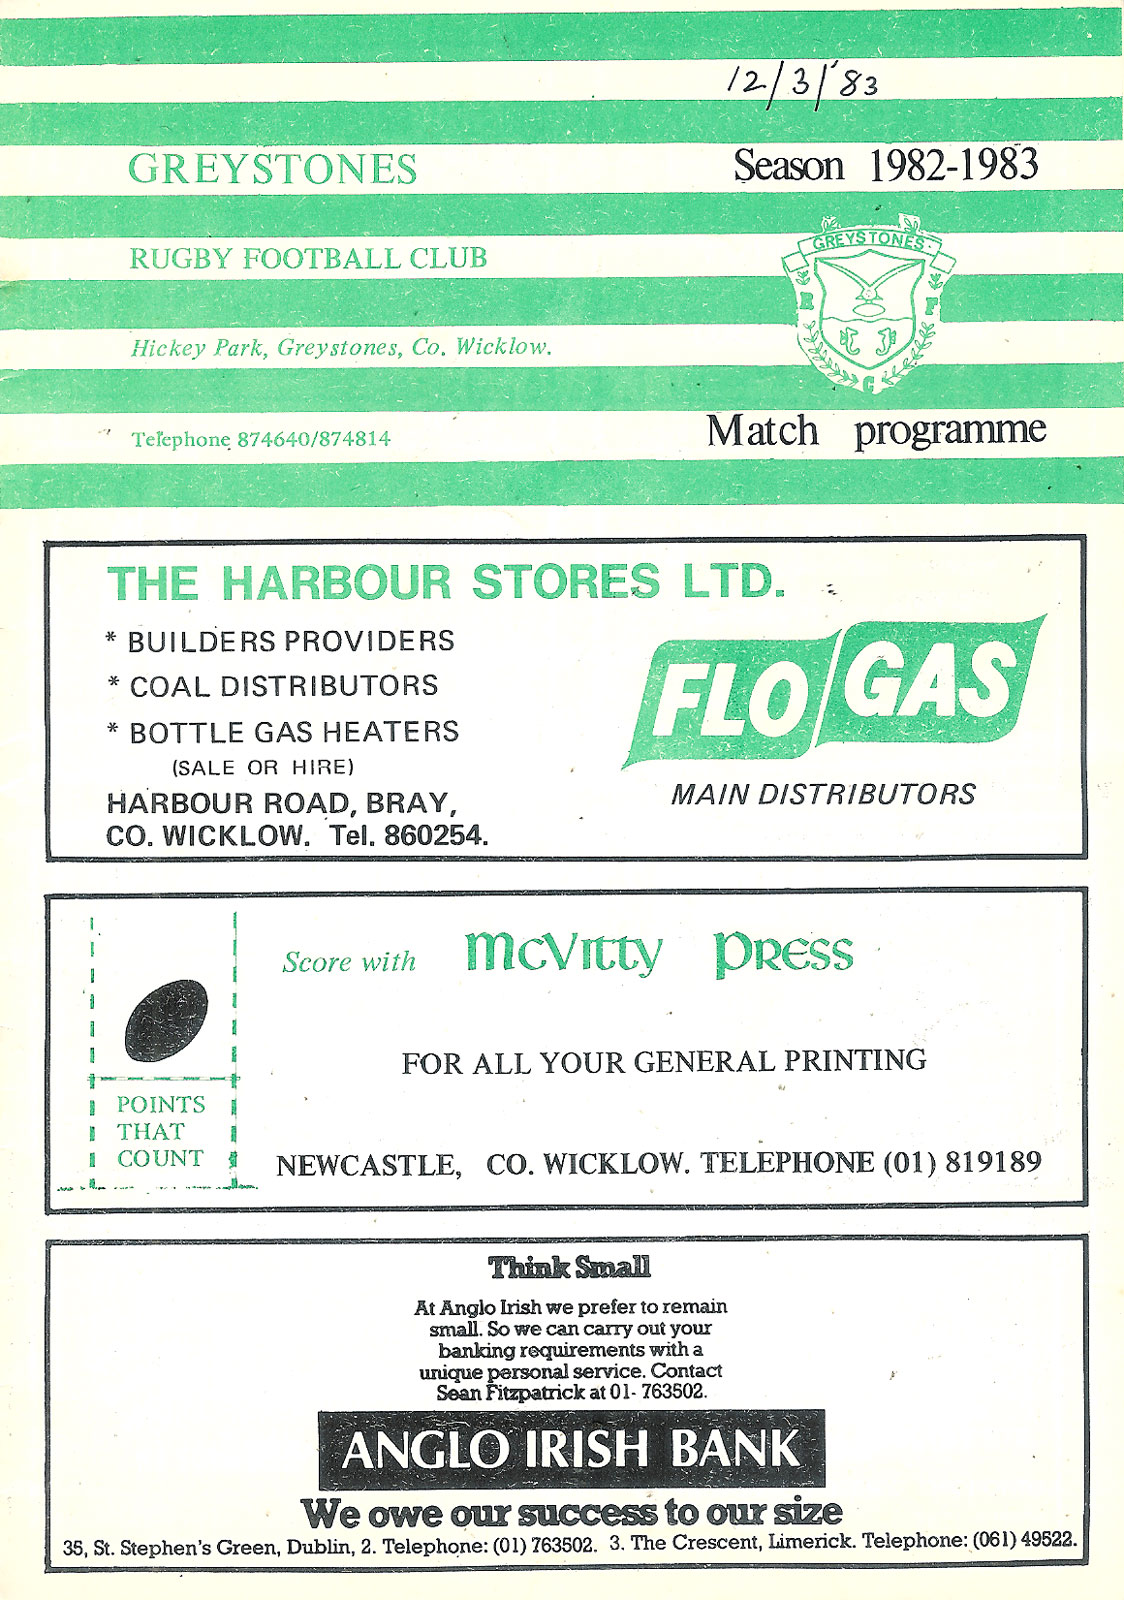 12/3/'83
GREYSTONES
Season 1982-1983
RUGBY FOOTBALL CLUB
GREYSTONES
R F C
Hickey Park, Greystones, Co. Wicklow.
Telephone 874640/874814
Match programme
THE HARBOUR STORES LTD.
* BUILDERS PROVIDERS
* COAL DISTRIBUTORS
* BOTTLE GAS HEATERS
(SALE OR HIRE)
HARBOUR ROAD, BRAY,
CO. WICKLOW. Tel. 860254.
FLO GAS
MAIN DISTRIBUTORS
Score with McVitty Press
FOR ALL YOUR GENERAL PRINTING
POINTS
THAT
COUNT
NEWCASTLE, CO. WICKLOW. TELEPHONE (01) 819189
Think Small
At Anglo Irish we prefer to remain
small. So we can carry out your
banking requirements with a
unique personal service. Contact
Sean Fitzpatrick at 01- 763502.
ANGLO IRISH BANK
We owe our success to our size
35, St. Stephen's Green, Dublin, 2. Telephone: (01) 763502. 3. The Crescent, Limerick. Telephone: (061) 49522.